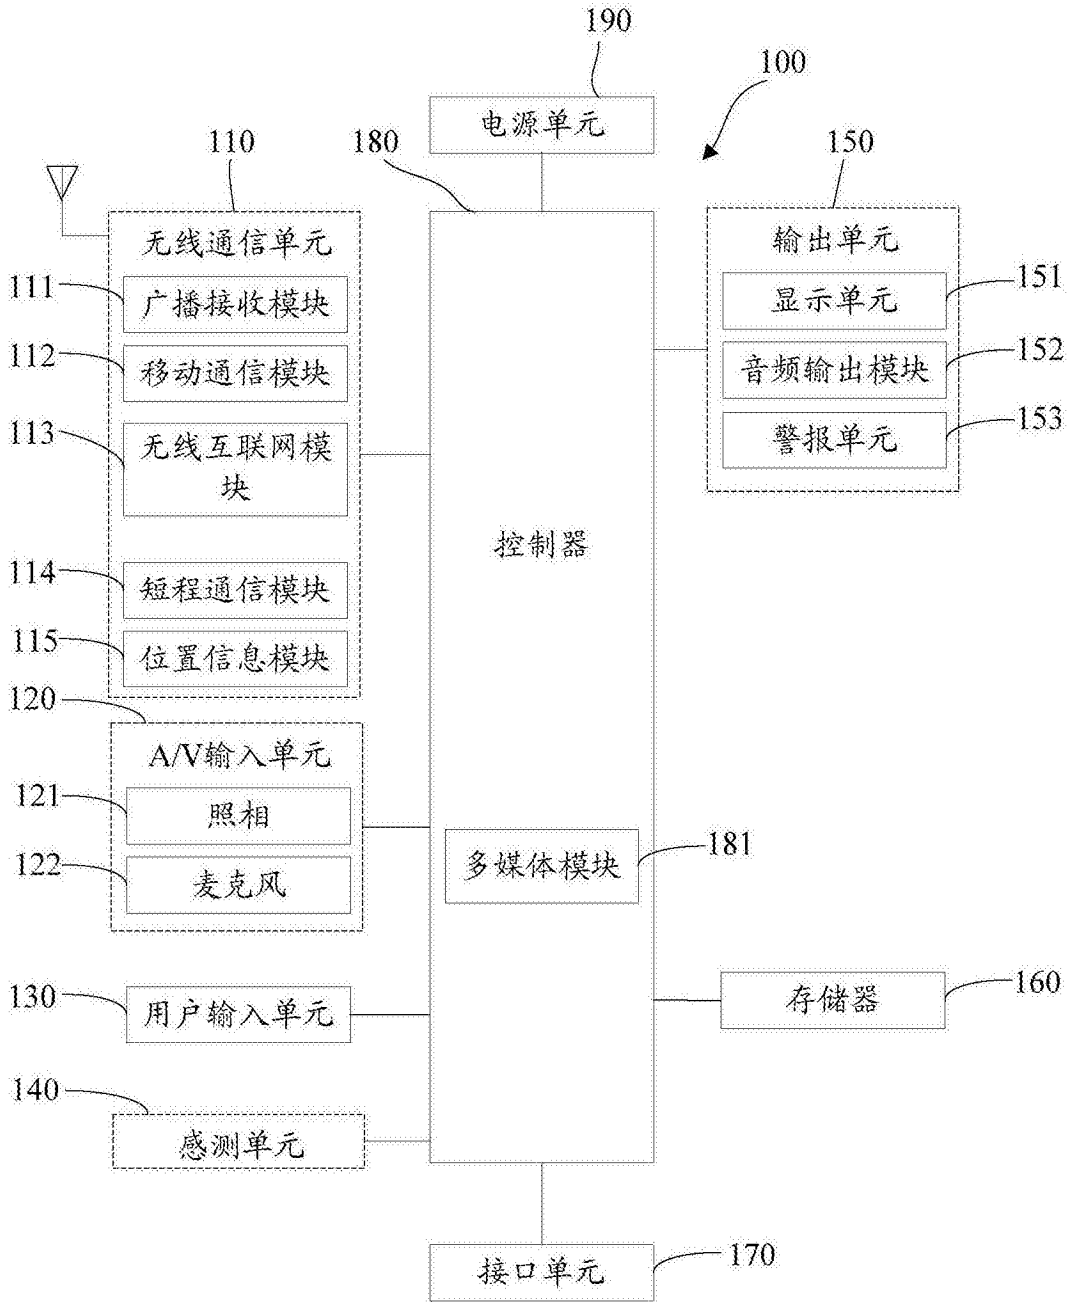 190
100
电源单元
110
180
150
无线通信单元
输出单元
111
广播接收模块
显示单元
151
112
移动通信模块
音频输出模块
152
113
无线互联网模
块
警报单元
153
控制器
114
短程通信模块
115
位置信息模块
120
A/V输入单元
121
照相
122
麦克风
多媒体模块
181
130
用户输入单元
存储器
160
140
感测单元
接口单元
170